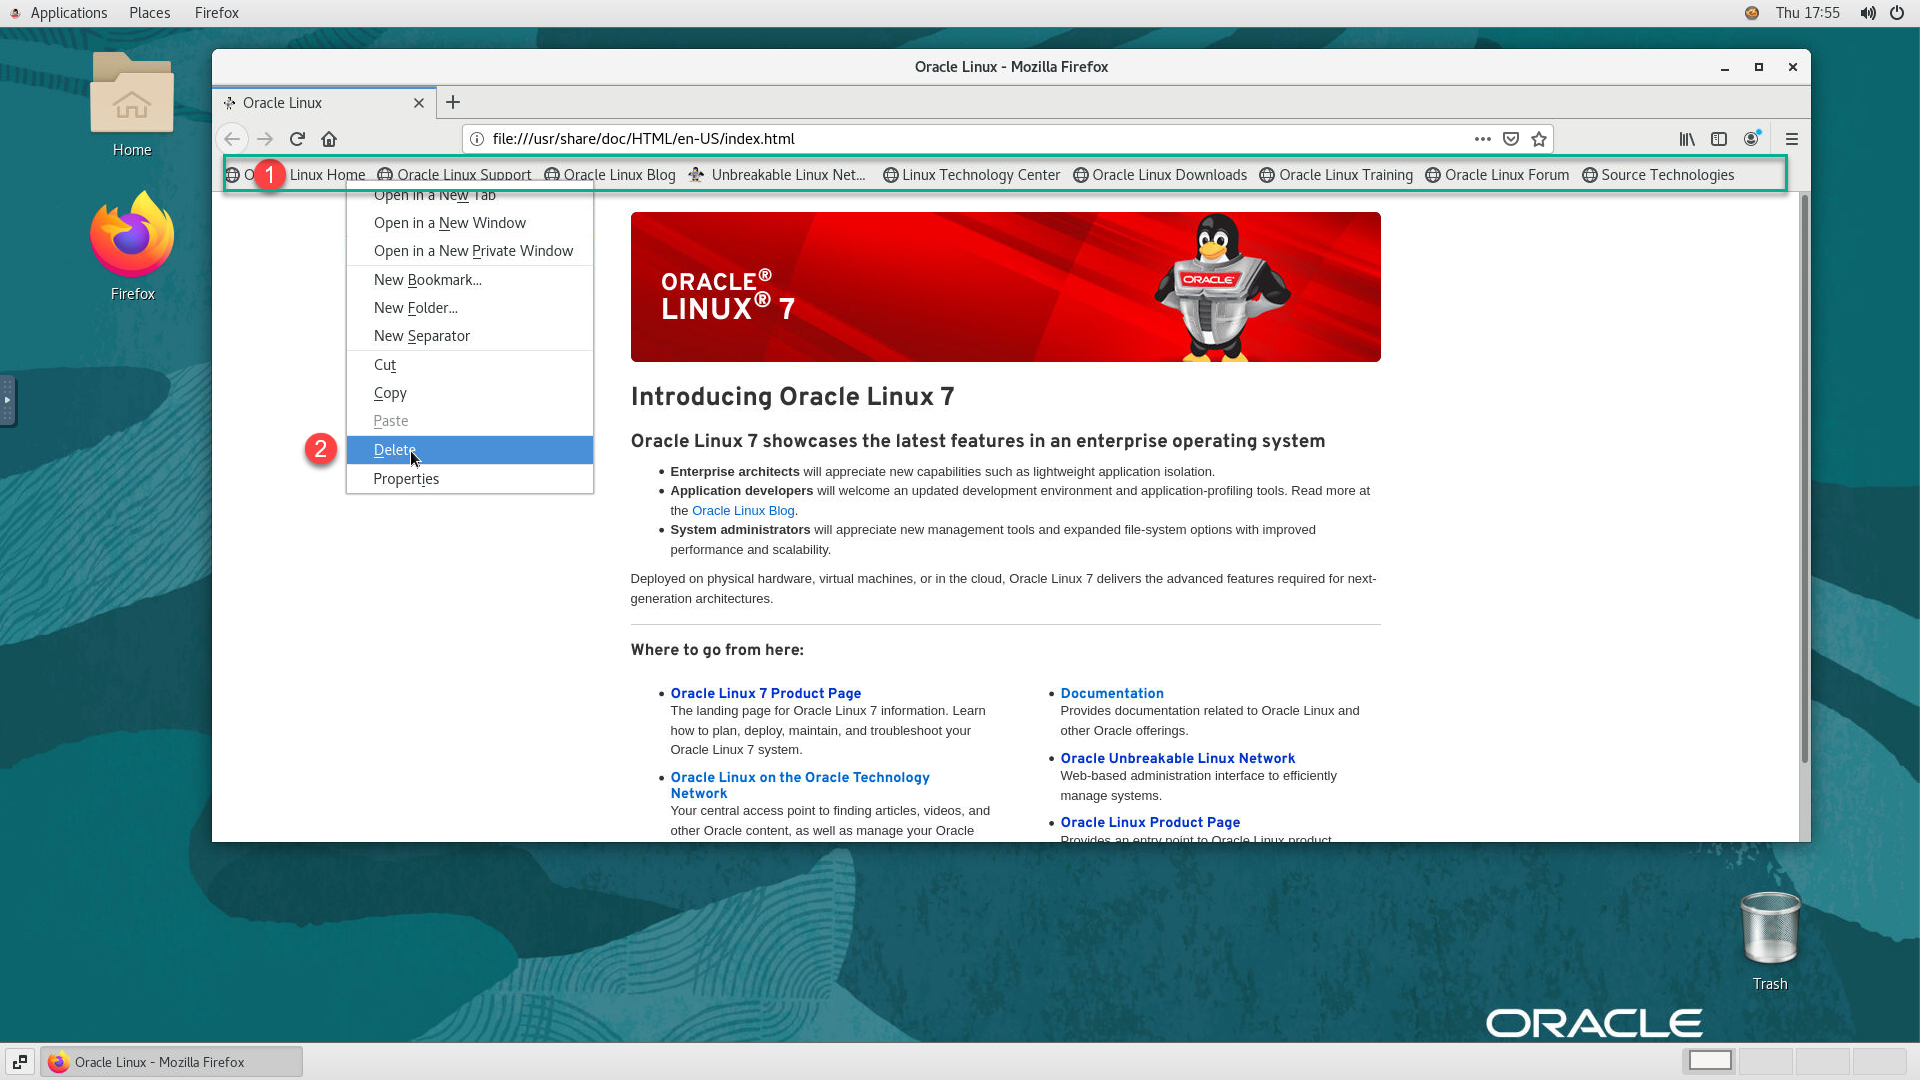 Applications Places Firefox Thu 17:55
Home
Firefox
Oracle Linux - Mozilla Firefox
Oracle Linux
file:///usr/share/doc/HTML/en-US/index.html
1 Linux Home Oracle Linux Support Oracle Linux Blog Unbreakable Linux Net... Linux Technology Center Oracle Linux Downloads Oracle Linux Training Oracle Linux Forum Source Technologies
Open in a New Tab
Open in a New Window
Open in a New Private Window
New Bookmark...
New Folder...
New Separator
Cut
Copy
Paste
2 Delete
Properties
ORACLE®
LINUX® 7
ORACLE
Introducing Oracle Linux 7
Oracle Linux 7 showcases the latest features in an enterprise operating system
• Enterprise architects will appreciate new capabilities such as lightweight application isolation.
• Application developers will welcome an updated development environment and application-profiling tools. Read more at
the Oracle Linux Blog.
• System administrators will appreciate new management tools and expanded file-system options with improved
performance and scalability.
Deployed on physical hardware, virtual machines, or in the cloud, Oracle Linux 7 delivers the advanced features required for next-
generation architectures.
Where to go from here:
• Oracle Linux 7 Product Page
The landing page for Oracle Linux 7 information. Learn
how to plan, deploy, maintain, and troubleshoot your
Oracle Linux 7 system.
• Oracle Linux on the Oracle Technology
Network
Your central access point to finding articles, videos, and
other Oracle content, as well as manage your Oracle
• Documentation
Provides documentation related to Oracle Linux and
other Oracle offerings.
• Oracle Unbreakable Linux Network
Web-based administration interface to efficiently
manage systems.
• Oracle Linux Product Page
Provides an entry point to Oracle Linux product
Trash
ORACLE
Oracle Linux - Mozilla Firefox